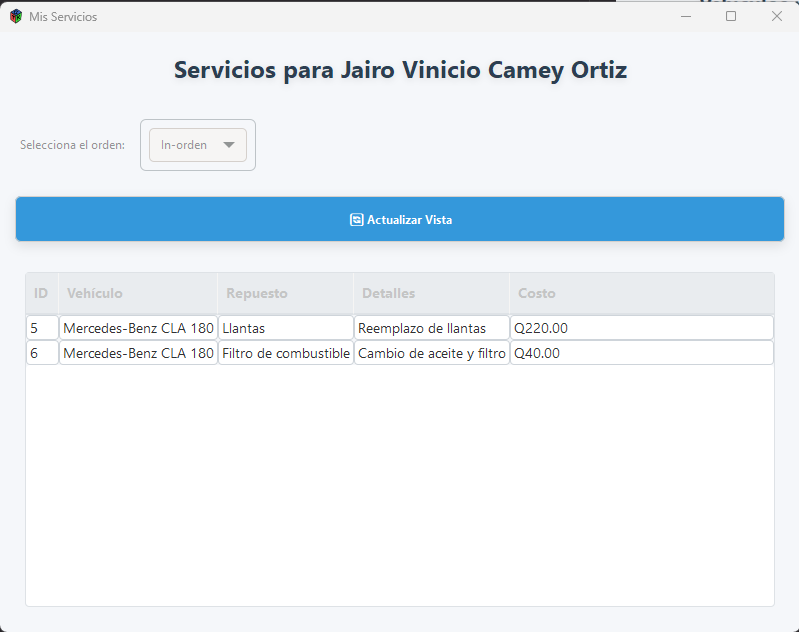 Mis Servicios
Servicios para Jairo Vinicio Camey Ortiz
Selecciona el orden:
In-orden
Actualizar Vista
ID Vehículo Repuesto Detalles Costo
5 Mercedes-Benz CLA 180 Llantas Reemplazo de llantas Q220.00
6 Mercedes-Benz CLA 180 Filtro de combustible Cambio de aceite y filtro Q40.00